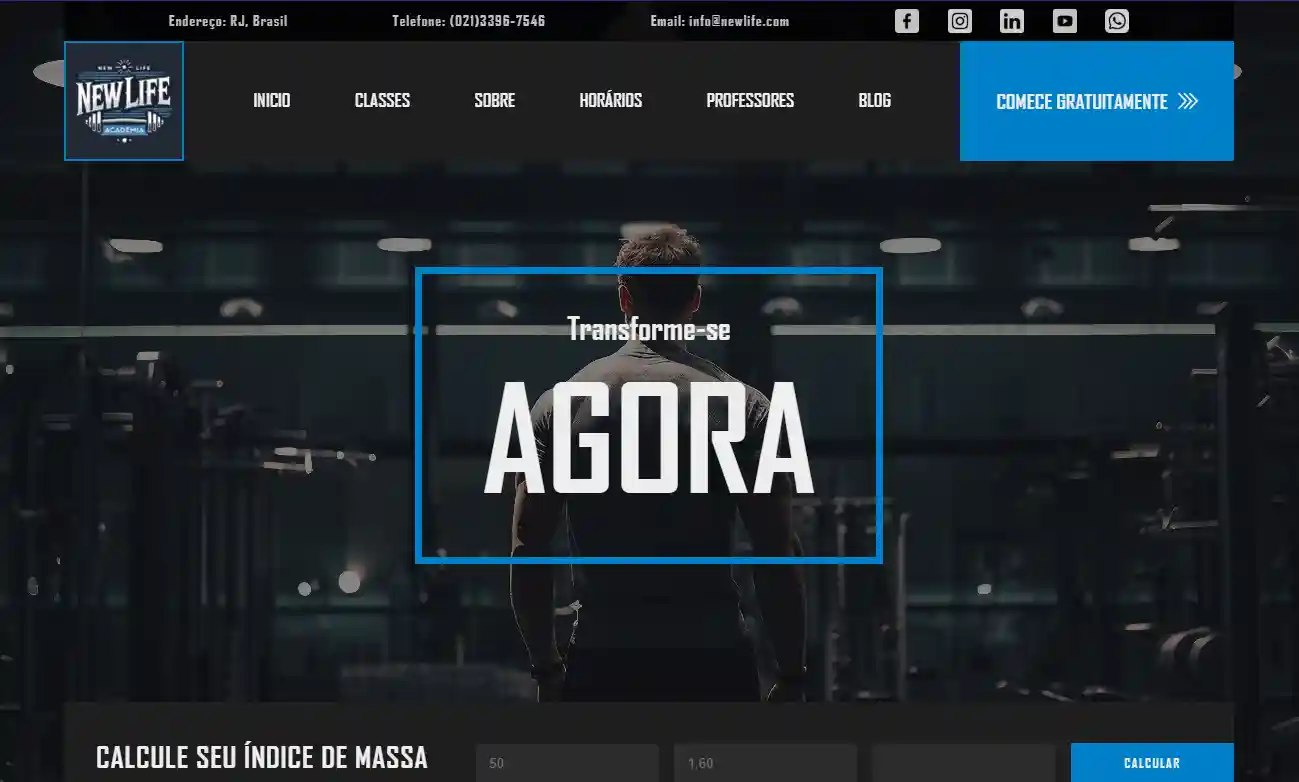 Endereço: RJ, Brasil
Telefone: (021)3396-7546
Email: info@newlife.com
NEW LIFE
NEW LIFE
ACADEMIA
INICIO
CLASSES
SOBRE
HORÁRIOS
PROFESSORES
BLOG
COMECE GRATUITAMENTE
Transforme-se
AGORA
CALCULE SEU ÍNDICE DE MASSA
50
1,60
CALCULAR